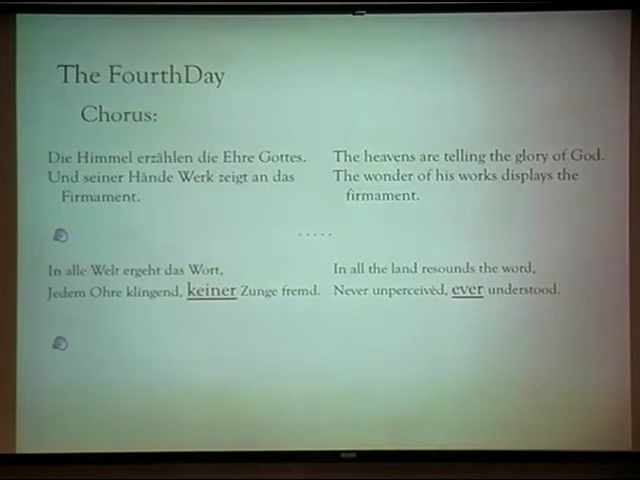 The FourthDay
Chorus:
Die Himmel erzählen die Ehre Gottes.
Und seiner Hände Werk zeigt an das
Firmament.
The heavens are telling the glory of God.
The wonder of his works displays the
firmament.
.....
In alle Welt ergeht das Wort,
Jedem Ohre klingend, keiner Zunge fremd.
In all the land resounds the word,
Never unperceivèd, ever understood.